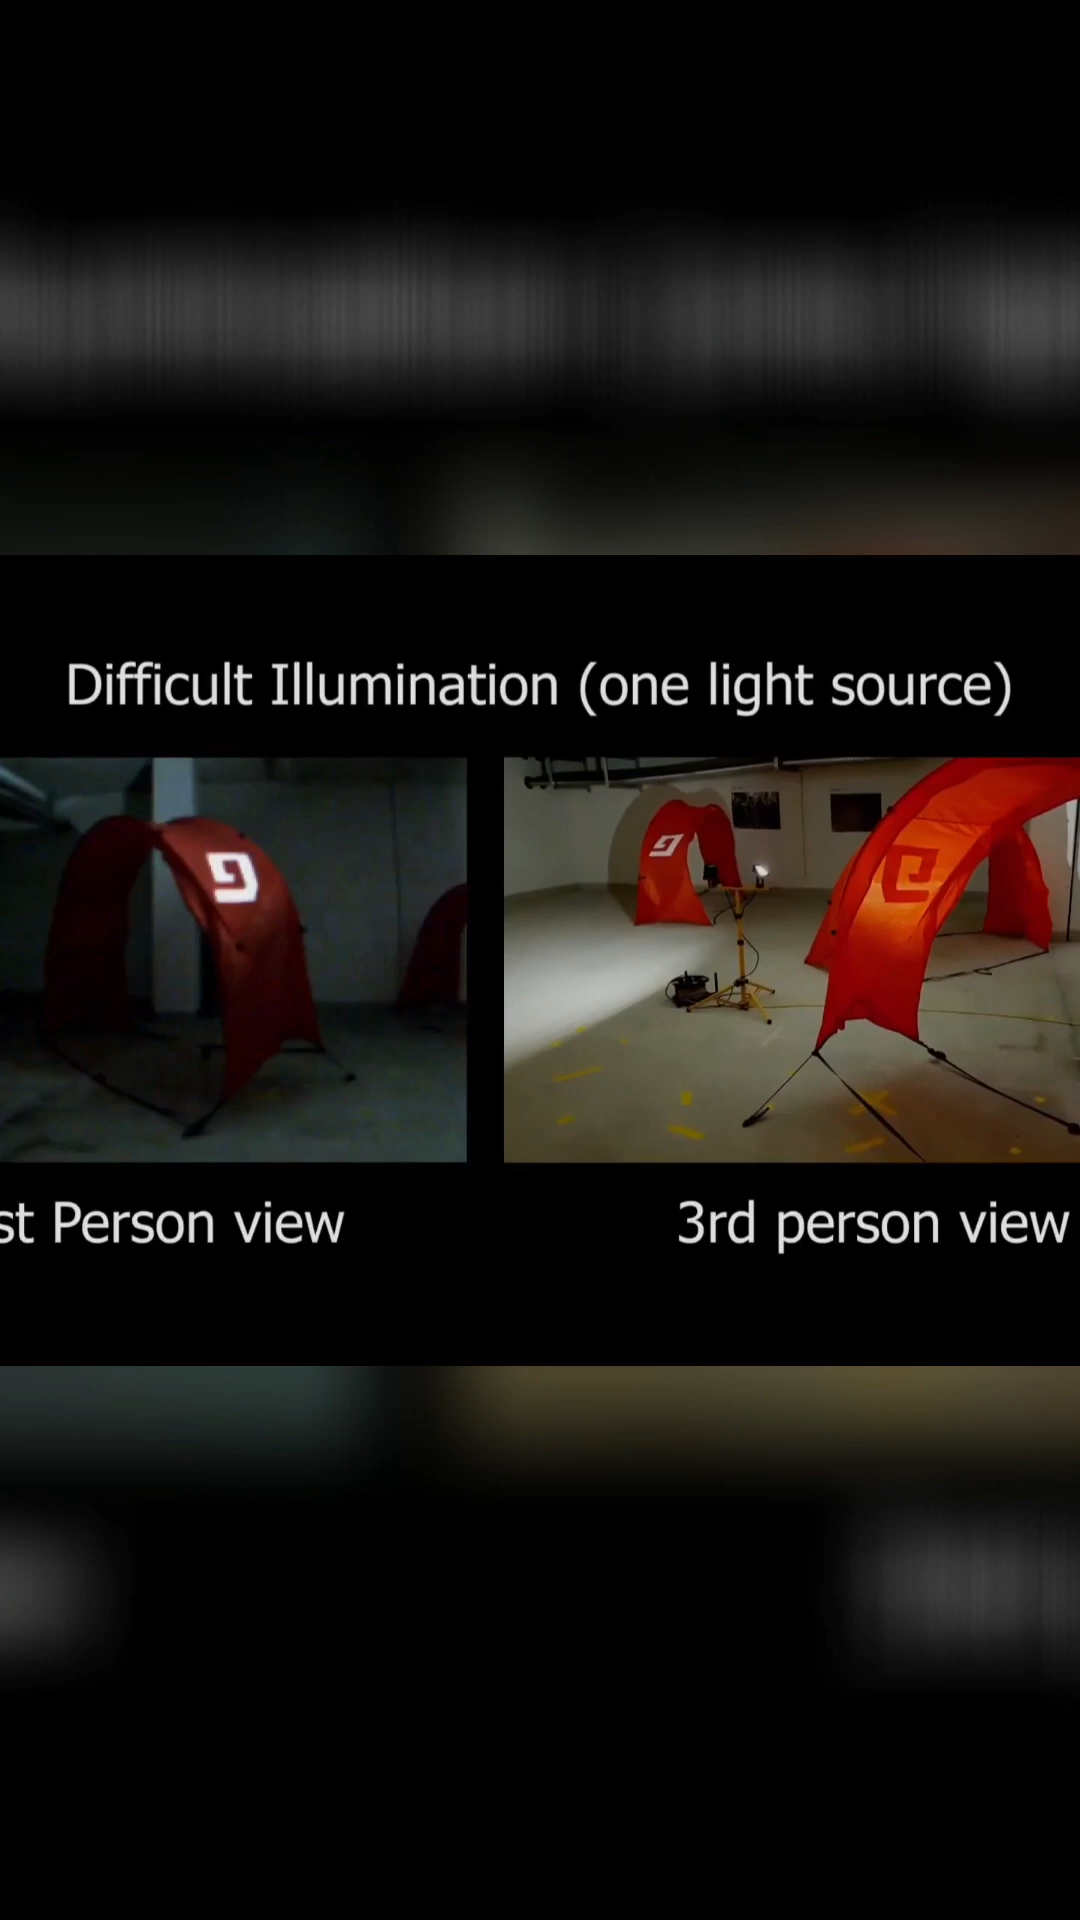 Difficult Illumination (one light source)
st Person view
3rd person view